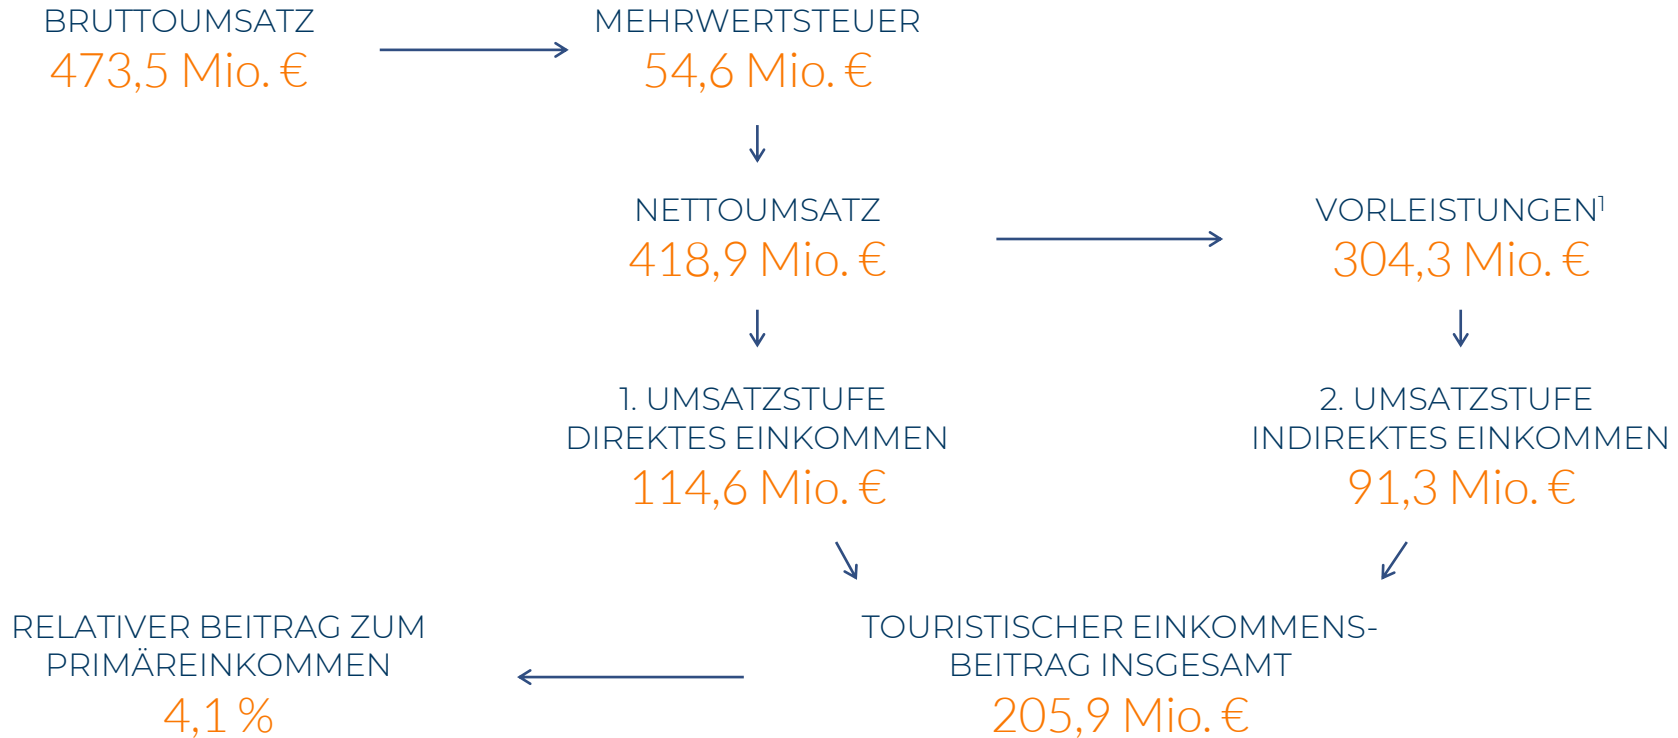 BRUTTOUMSATZ
473,5 Mio. €
MEHRWERTSTEUER
54,6 Mio. €
NETTOUMSATZ
418,9 Mio. €
VORLEISTUNGEN¹
304,3 Mio. €
1. UMSATZSTUFE
DIREKTES EINKOMMEN
114,6 Mio. €
2. UMSATZSTUFE
INDIREKTES EINKOMMEN
91,3 Mio. €
RELATIVER BEITRAG ZUM
PRIMÄREINKOMMEN
4,1 %
TOURISTISCHER EINKOMMENS-
BEITRAG INSGESAMT
205,9 Mio. €